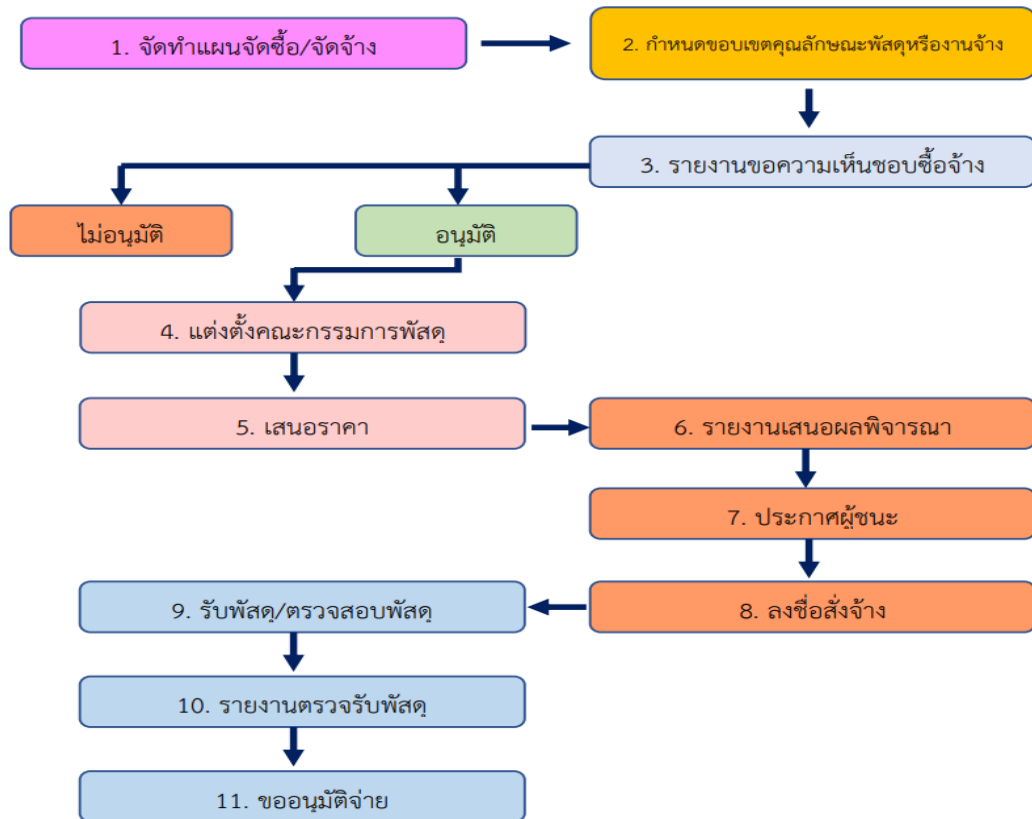 1. จัดทำแผนจัดซื้อ/จัดจ้าง
2. กำหนดขอบเขตคุณลักษณะพัสดุหรืองานจ้าง
3. รายงานขอความเห็นชอบซื้อจ้าง
ไม่อนุมัติ
อนุมัติ
4. แต่งตั้งคณะกรรมการพัสดุ
5. เสนอราคา
6. รายงานเสนอผลพิจารณา
7. ประกาศผู้ชนะ
8. ลงชื่อสั่งจ้าง
9. รับพัสดุ/ตรวจสอบพัสดุ
10. รายงานตรวจรับพัสดุ
11. ขออนุมัติจ่าย